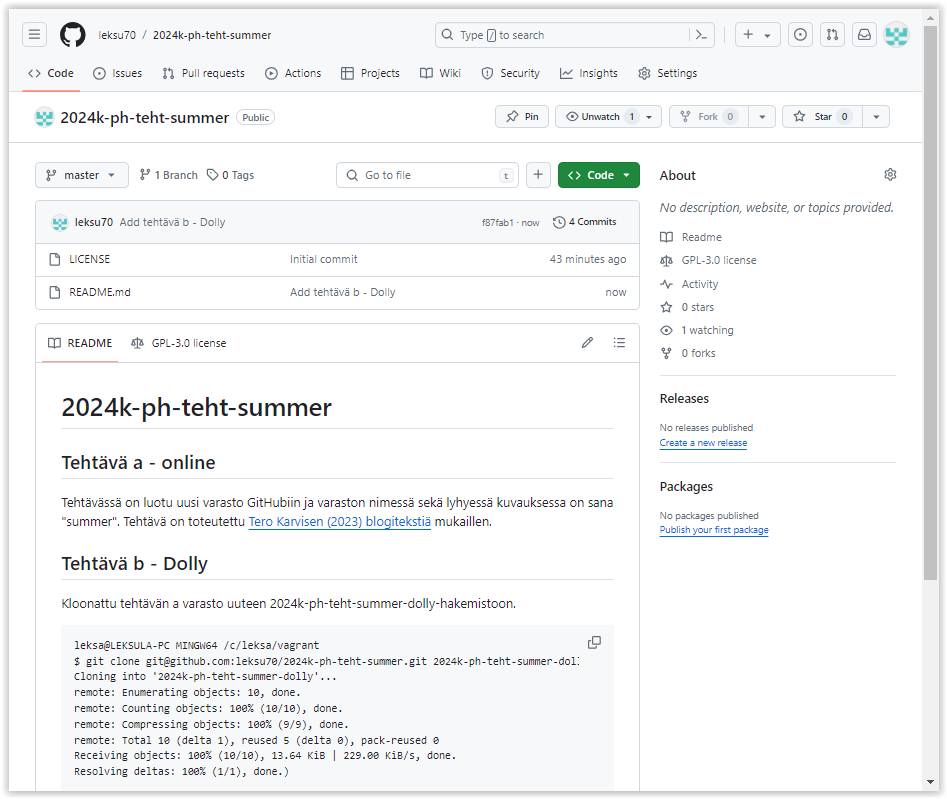 leksu70 / 2024k-ph-teht-summer
Type / to search
Code Issues Pull requests Actions Projects Wiki Security Insights Settings
2024k-ph-teht-summer Public
Pin Unwatch 1 Fork 0 Star 0
master 1 Branch 0 Tags Go to file t + Code
About
No description, website, or topics provided.
leksu70 Add tehtävä b - Dolly f87fab1 · now 4 Commits
LICENSE Initial commit 43 minutes ago
README.md Add tehtävä b - Dolly now
Readme
GPL-3.0 license
Activity
0 stars
1 watching
0 forks
README GPL-3.0 license
Releases
No releases published
Create a new release
Packages
No packages published
Publish your first package
2024k-ph-teht-summer
Tehtävä a - online
Tehtävässä on luotu uusi varasto GitHubiin ja varaston nimessä sekä lyhyessä kuvauksessa on sana
"summer". Tehtävä on toteutettu Tero Karvisen (2023) blogitekstiä mukaillen.
Tehtävä b - Dolly
Kloonattu tehtävän a varasto uuteen 2024k-ph-teht-summer-dolly-hakemistoon.
leksa@LEKSULA-PC MINGW64 /c/leksa/vagrant
$ git clone git@github.com:leksu70/2024k-ph-teht-summer.git 2024k-ph-teht-summer-doll
Cloning into '2024k-ph-teht-summer-dolly'...
remote: Enumerating objects: 10, done.
remote: Counting objects: 100% (10/10), done.
remote: Compressing objects: 100% (9/9), done.
remote: Total 10 (delta 1), reused 5 (delta 0), pack-reused 0
Receiving objects: 100% (10/10), 13.64 KiB | 229.00 KiB/s, done.
Resolving deltas: 100% (1/1), done.)